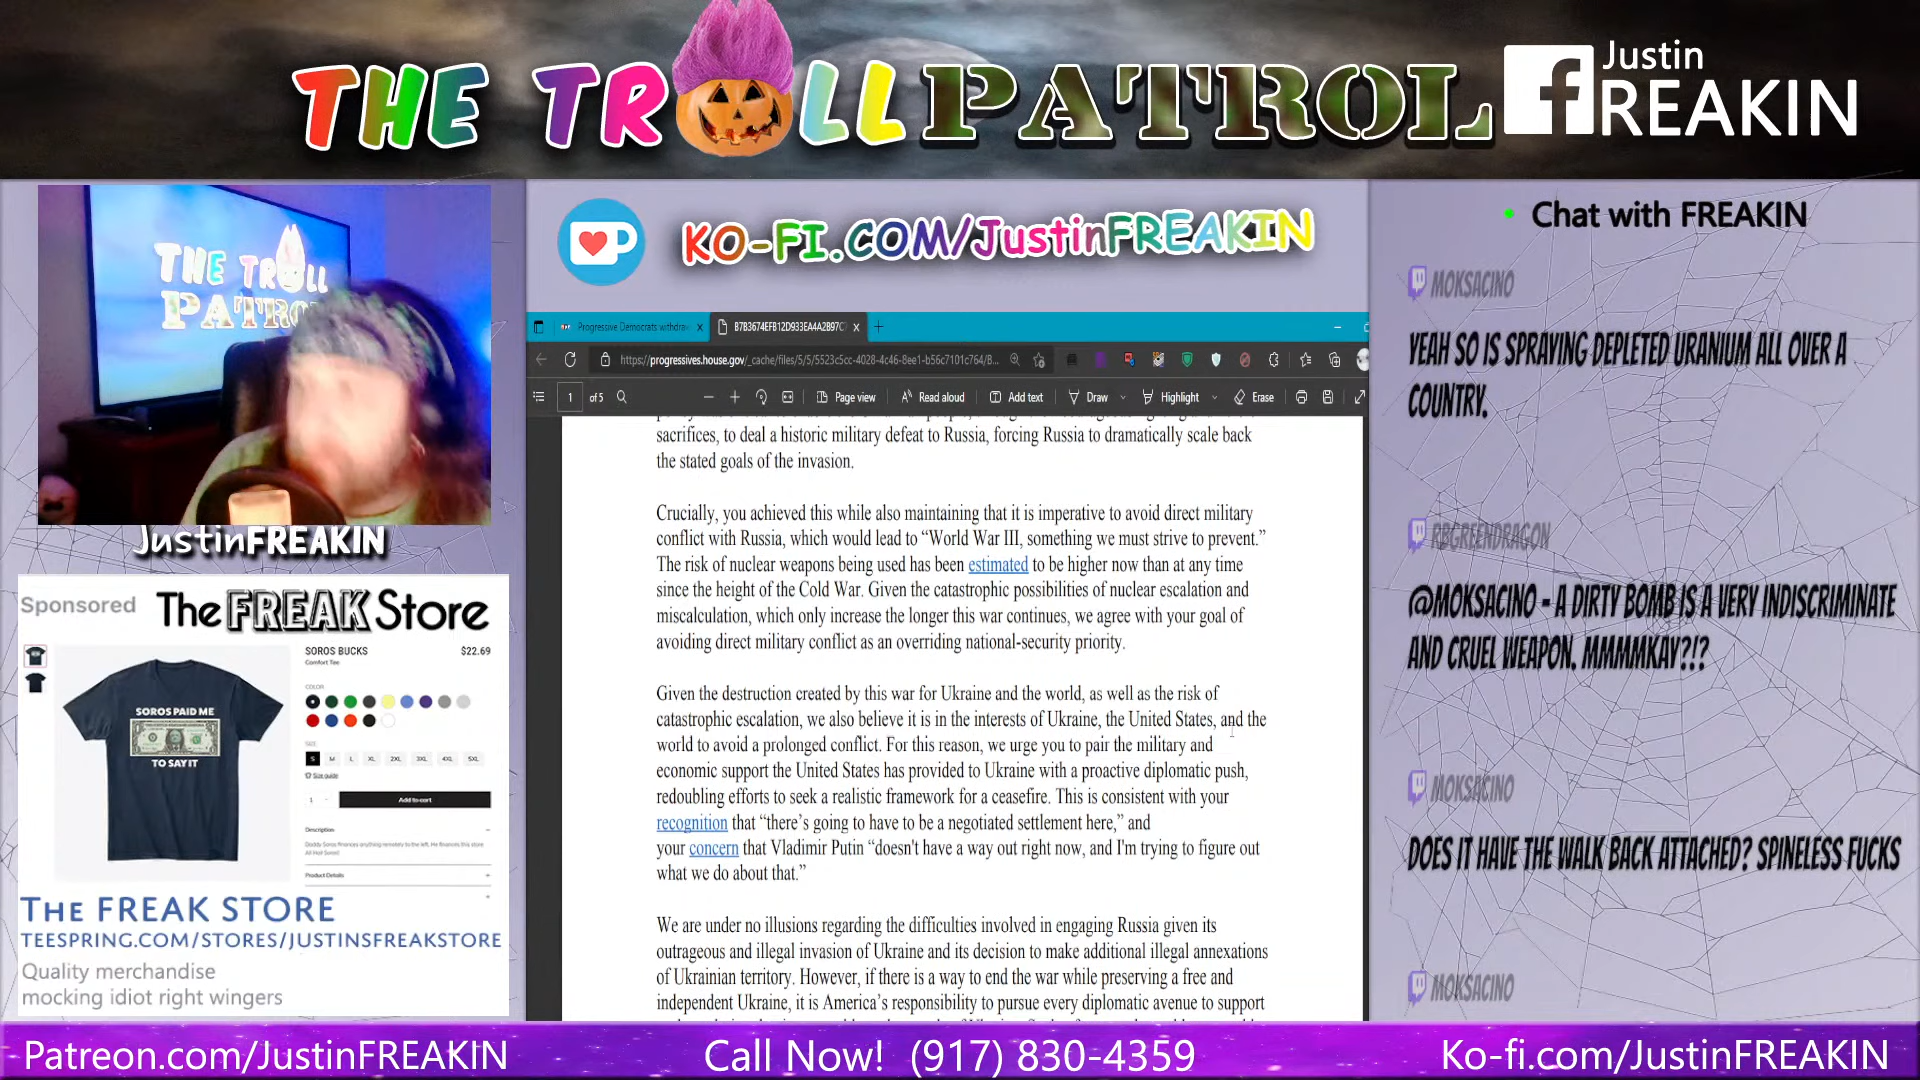 THE TROLL PATROL
Justin
FREAKIN
THE TROLL
PATRO
JustinFREAKIN
Sponsored
The FREAK Store
SOROS BUCKS
$22.69
Comfort Tee
COLOR
SOROS PAID ME
TO SAY IT
SIZE
S M L XL 2XL 3XL 4XL 5XL
Size guide
1
Add to cart
Description
Product Details
THE FREAK STORE
TEESPRING.COM/STORES/JUSTINSFREAKSTORE
Quality merchandise
mocking idiot right wingers
KO-FI.COM/JustinFREAKIN
Progressive Democrats withdraw
B7B3674EFB12D933EA4A2B97C
https://progressives.house.gov/_cache/files/5/5/5523c5cc-4028-4c46-8ee1-b56c7101c764/B...
1 of 5
Page view
Read aloud
Add text
Draw
Highlight
Erase
sacrifices, to deal a historic military defeat to Russia, forcing Russia to dramatically scale back
the stated goals of the invasion.
Crucially, you achieved this while also maintaining that it is imperative to avoid direct military
conflict with Russia, which would lead to “World War III, something we must strive to prevent.”
The risk of nuclear weapons being used has been estimated to be higher now than at any time
since the height of the Cold War. Given the catastrophic possibilities of nuclear escalation and
miscalculation, which only increase the longer this war continues, we agree with your goal of
avoiding direct military conflict as an overriding national-security priority.
Given the destruction created by this war for Ukraine and the world, as well as the risk of
catastrophic escalation, we also believe it is in the interests of Ukraine, the United States, and the
world to avoid a prolonged conflict. For this reason, we urge you to pair the military and
economic support the United States has provided to Ukraine with a proactive diplomatic push,
redoubling efforts to seek a realistic framework for a ceasefire. This is consistent with your
recognition that “there’s going to have to be a negotiated settlement here,” and
your concern that Vladimir Putin “doesn't have a way out right now, and I'm trying to figure out
what we do about that.”
We are under no illusions regarding the difficulties involved in engaging Russia given its
outrageous and illegal invasion of Ukraine and its decision to make additional illegal annexations
of Ukrainian territory. However, if there is a way to end the war while preserving a free and
independent Ukraine, it is America’s responsibility to pursue every diplomatic avenue to support
Chat with FREAKIN
MOKSACINO
YEAH SO IS SPRAYING DEPLETED URANIUM ALL OVER A
COUNTRY.
RBGREENDRAGON
@MOKSACINO - A DIRTY BOMB IS A VERY INDISCRIMINATE
AND CRUEL WEAPON. MMMMKAY?!?
MOKSACINO
DOES IT HAVE THE WALK BACK ATTACHED? SPINELESS FUCKS
MOKSACINO
Patreon.com/JustinFREAKIN
Call Now! (917) 830-4359
Ko-fi.com/JustinFREAKIN